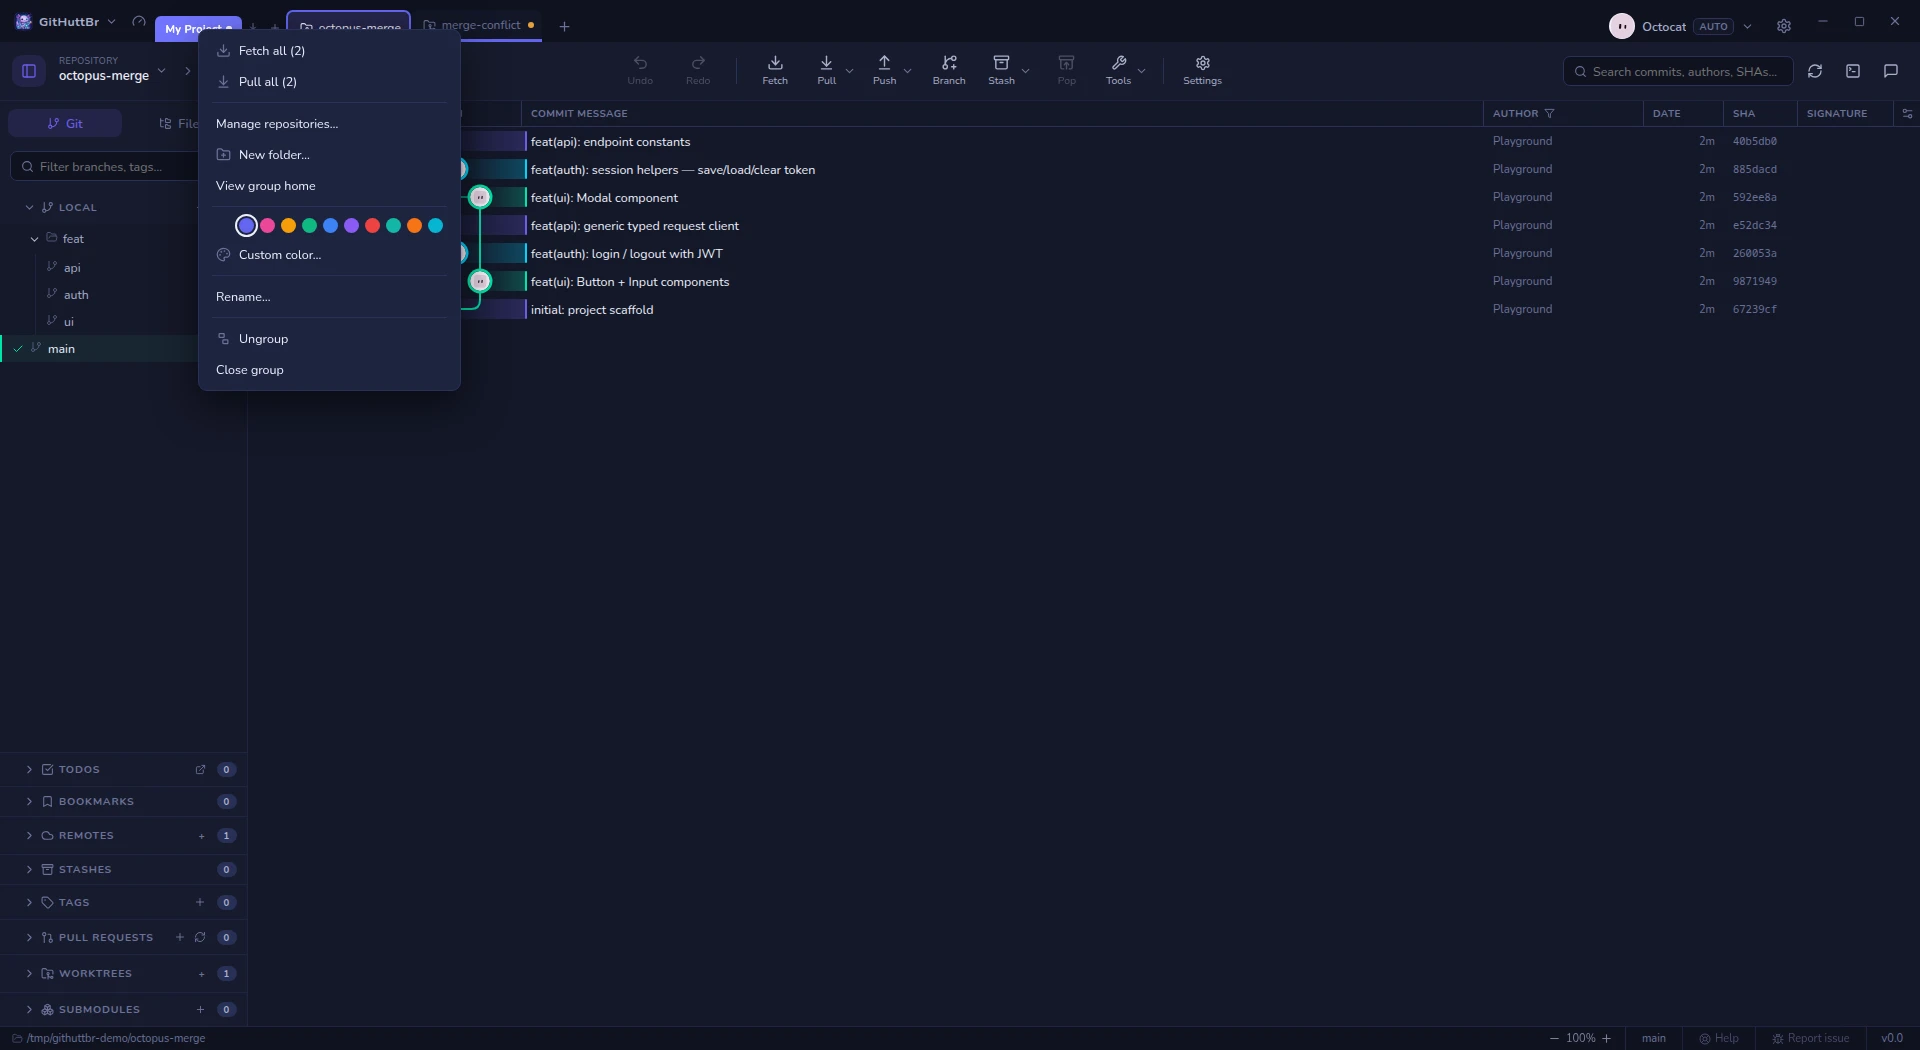 GitHuttBr
My Project
octopus-merge
merge-conflict
Octocat
AUTO
REPOSITORY
octopus-merge
Undo
Redo
Fetch
Pull
Push
Branch
Stash
Pop
Tools
Settings
Search commits, authors, SHAs...
Git
File
Filter branches, tags...
LOCAL
feat
api
auth
ui
main
Fetch all (2)
Pull all (2)
Manage repositories...
New folder...
View group home
Custom color...
Rename...
Ungroup
Close group
COMMIT MESSAGE
AUTHOR
DATE
SHA
SIGNATURE
feat(api): endpoint constants Playground 2m 40b5db0
feat(auth): session helpers — save/load/clear token Playground 2m 885dacd
feat(ui): Modal component Playground 2m 592ee8a
feat(api): generic typed request client Playground 2m e52dc34
feat(auth): login / logout with JWT Playground 2m 260053a
feat(ui): Button + Input components Playground 2m 9871949
initial: project scaffold Playground 2m 67239cf
TODOS 0
BOOKMARKS 0
REMOTES + 1
STASHES 0
TAGS + 0
PULL REQUESTS + 0
WORKTREES + 1
SUBMODULES + 0
/tmp/githuttbr-demo/octopus-merge
— 100% +
main
Help
Report issue
v0.0